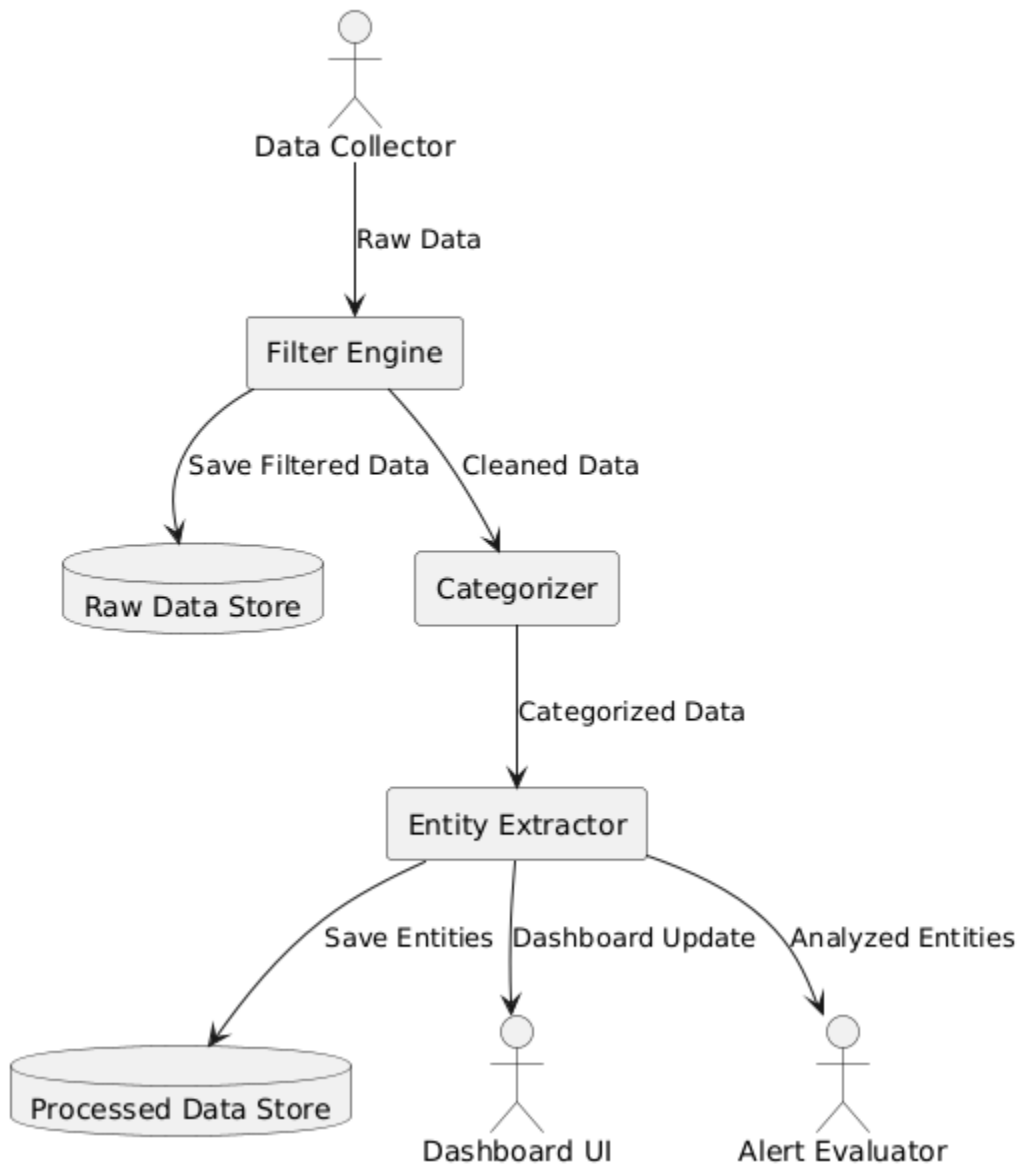 Data Collector
Raw Data
Filter Engine
Save Filtered Data
Cleaned Data
Raw Data Store
Categorizer
Categorized Data
Entity Extractor
Save Entities
Dashboard Update
Analyzed Entities
Processed Data Store
Dashboard UI
Alert Evaluator